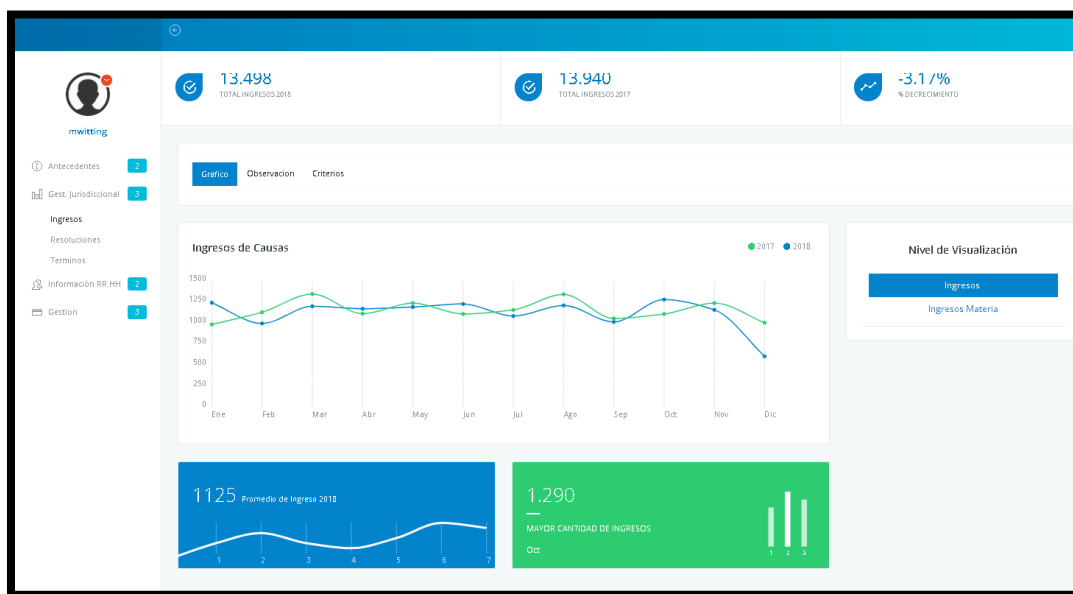 13.498
TOTAL INGRESOS 2018
13.940
TOTAL INGRESOS 2017
-3.17%
% DECRECIMIENTO
mwitting
Antecedentes 2
Gest. Jurisdiccional 3
Ingresos
Resoluciones
Terminos
Información RR.HH 2
Gestion 3
Grafico Observacion Criterios
Ingresos de Causas
2017 2018
1500
1250
1000
750
500
250
0
Ene Feb Mar Abr May Jun Jul Ago Sep Oct Nov Dic
Nivel de Visualización
Ingresos
Ingresos Materia
1125 Promedio de Ingreso 2018
1 2 3 4 5 6 7
1.290
MAYOR CANTIDAD DE INGRESOS
Oct
1 2 3